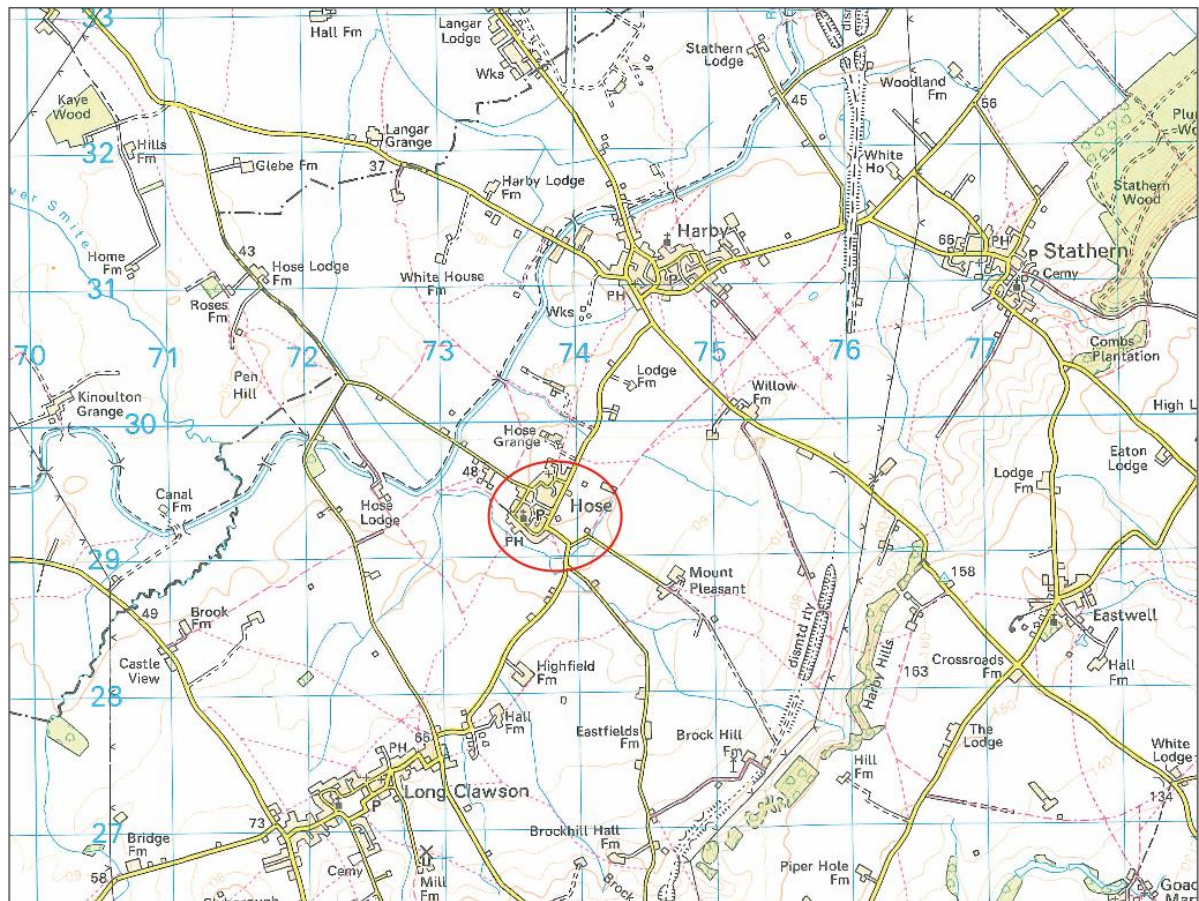 33
Hall Fm
Langar
Lodge
Wks
Stathern
Lodge
dismtd
Woodland
Fm
Kaye
Wood
45
56
32
Hills
Fm
Langar
Grange
Glebe Fm
37
White
Ho
Harby Lodge
Fm
Stathern
Wood
ver Smite
Home
Fm
43
Hose Lodge
Fm
Harby
66
PH
Stathern
P
Cemy
31
Roses
Fm
White House
Fm
PH
P
Wks
70
71
72
73
74
75
76
77
Combs
Plantation
Pen
Hill
Lodge
Fm
Willow
Fm
Kinoulton
Grange
High L
30
Hose
Grange
48
Eaton
Lodge
Lodge
Fm
Canal
Fm
Hose
Lodge
Hose
P
PH
29
158
Mount
Pleasant
49
Brook
Fm
dismtd rly
Eastwell
Castle
View
Harby Hills
Crossroads
Fm
Hall
Fm
163
28
Highfield
Fm
Hall
Fm
Eastfields
Fm
Brock Hill
Fm
The
Lodge
66
PH
Hill
Fm
White
Lodge
134
Long Clawson
P
27
73
Bridge
Fm
58
Brockhill Hall
Fm
Cemy
Mill
Fm
Brock
Piper Hole
Fm
Goad